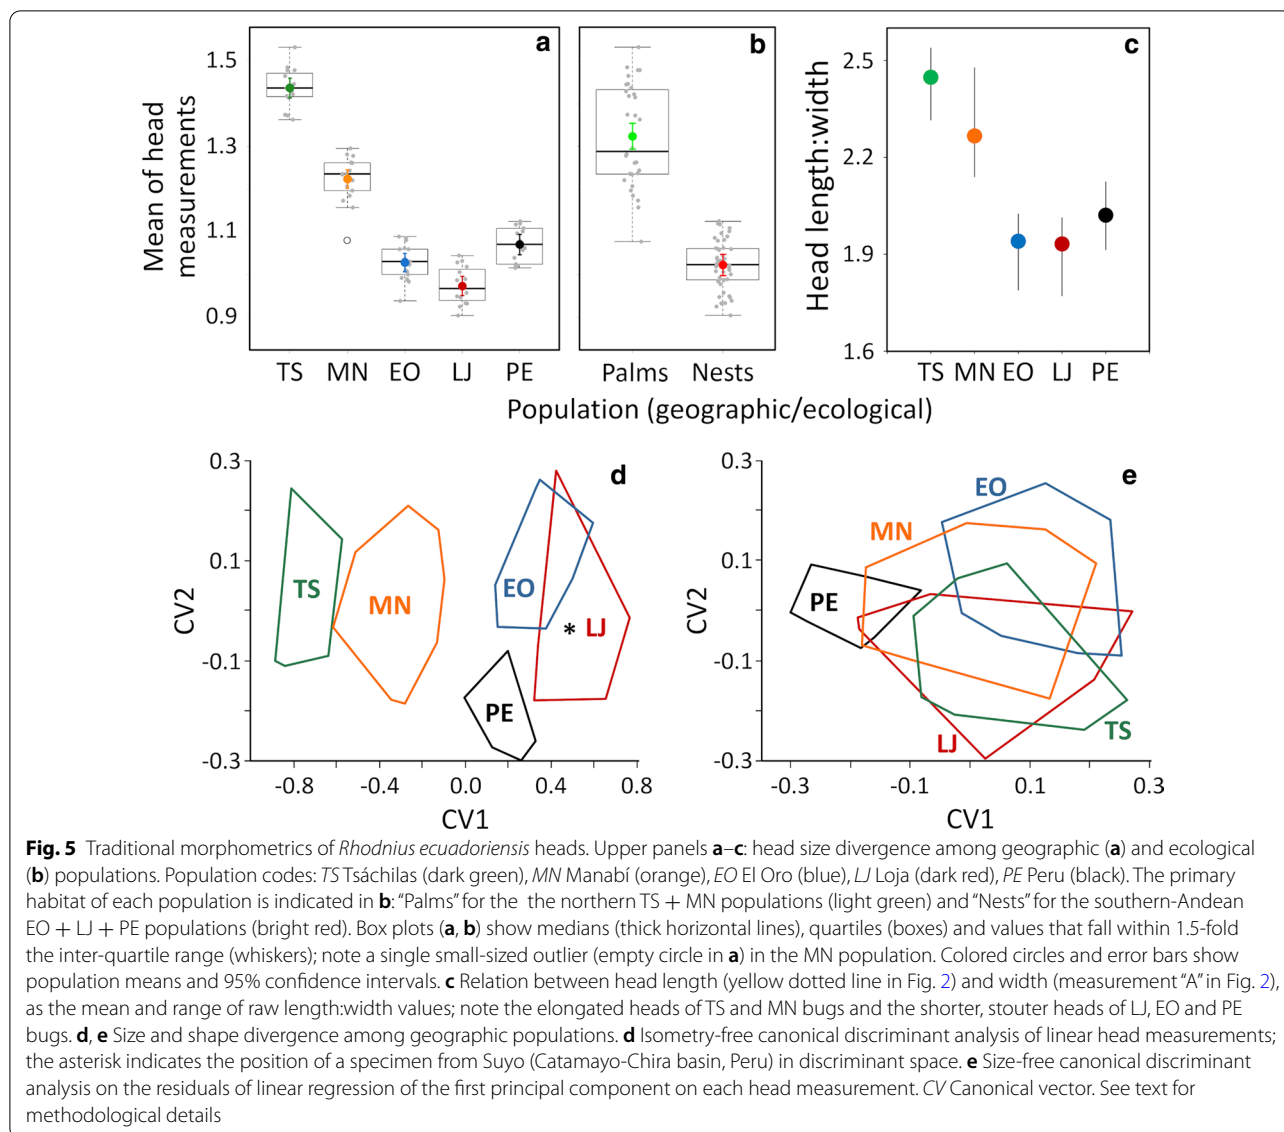 a
b
c
Mean of head
measurements
1.5
1.3
1.1
0.9
TS MN EO LJ PE
Palms Nests
Head length:width
2.5
2.2
1.9
1.6
TS MN EO LJ PE
Population (geographic/ecological)
d
CV2
0.3
0.1
-0.1
-0.3
TS
MN
EO
* LJ
PE
-0.8 -0.4 0.0 0.4 0.8
CV1
e
CV2
0.3
0.1
-0.1
-0.3
EO
MN
PE
LJ
TS
-0.3 -0.1 0.1 0.3
CV1
Fig. 5 Traditional morphometrics of Rhodnius ecuadoriensis heads. Upper panels a–c: head size divergence among geographic (a) and ecological
(b) populations. Population codes: TS Tsáchilas (dark green), MN Manabí (orange), EO El Oro (blue), LJ Loja (dark red), PE Peru (black). The primary
habitat of each population is indicated in b: “Palms” for the the northern TS + MN populations (light green) and “Nests” for the southern-Andean
EO + LJ + PE populations (bright red). Box plots (a, b) show medians (thick horizontal lines), quartiles (boxes) and values that fall within 1.5-fold
the inter-quartile range (whiskers); note a single small-sized outlier (empty circle in a) in the MN population. Colored circles and error bars show
population means and 95% confidence intervals. c Relation between head length (yellow dotted line in Fig. 2) and width (measurement “A” in Fig. 2),
as the mean and range of raw length:width values; note the elongated heads of TS and MN bugs and the shorter, stouter heads of LJ, EO and PE
bugs. d, e Size and shape divergence among geographic populations. d Isometry-free canonical discriminant analysis of linear head measurements;
the asterisk indicates the position of a specimen from Suyo (Catamayo-Chira basin, Peru) in discriminant space. e Size-free canonical discriminant
analysis on the residuals of linear regression of the first principal component on each head measurement. CV Canonical vector. See text for
methodological details